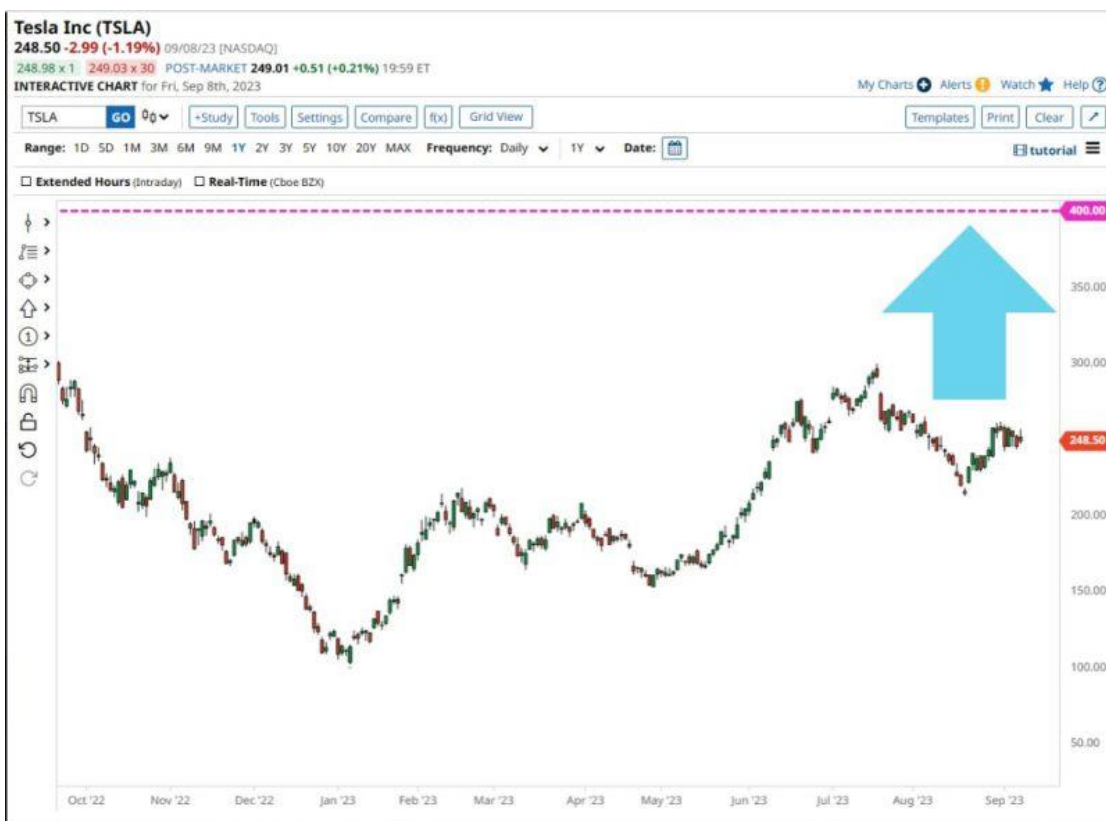 Tesla Inc (TSLA)
248.50 -2.99 (-1.19%) 09/08/23 [NASDAQ]
248.98 x 1 249.03 x 30 POST-MARKET 249.01 +0.51 (+0.21%) 19:59 ET
INTERACTIVE CHART for Fri, Sep 8th, 2023
My Charts Alerts Watch Help
TSLA GO +Study Tools Settings Compare f(x) Grid View Templates Print Clear
Range: 1D 5D 1M 3M 6M 9M 1Y 2Y 3Y 5Y 10Y 20Y MAX Frequency: Daily 1Y Date: tutorial
Extended Hours (Intraday) Real-Time (Cboe BZX)
400.00
350.00
300.00
248.50
200.00
150.00
100.00
50.00
Oct '22 Nov '22 Dec '22 Jan '23 Feb '23 Mar '23 Apr '23 May '23 Jun '23 Jul '23 Aug '23 Sep '23